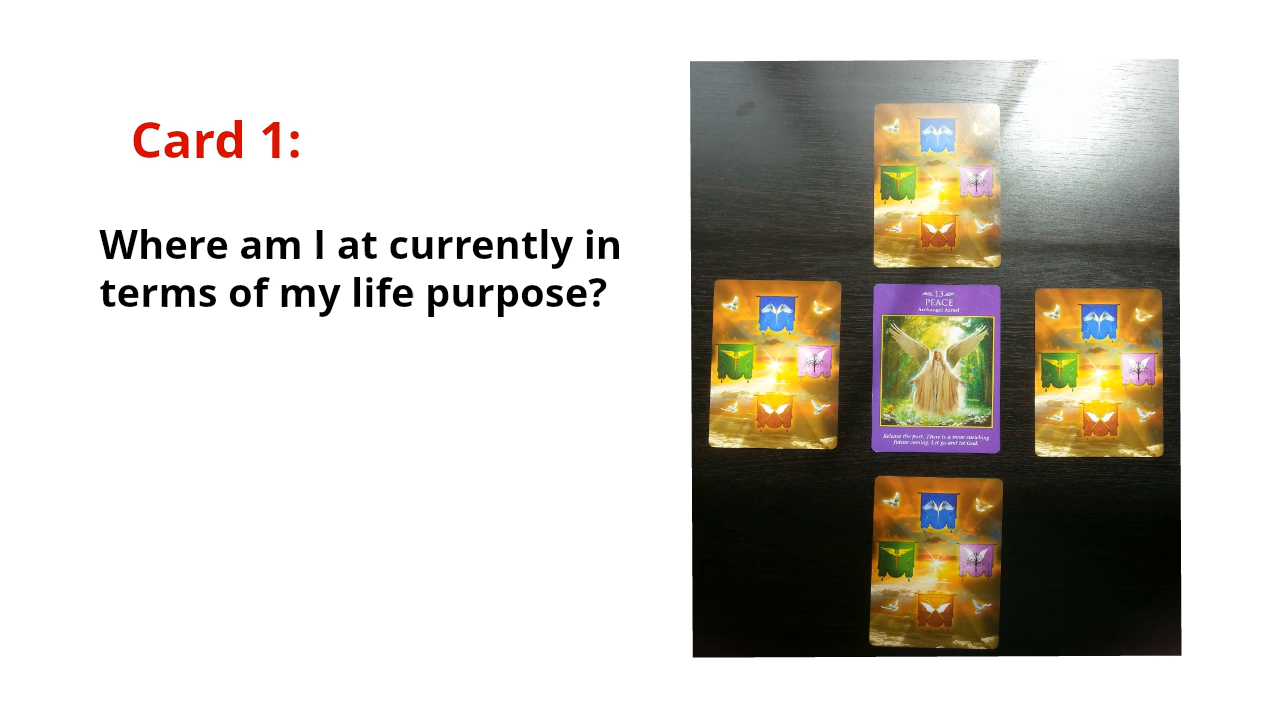 Card 1:
Where am I at currently in
terms of my life purpose?
13
PEACE
Archangel Azrael
Release the past. There is a more enriching
future coming. Let go and let God.